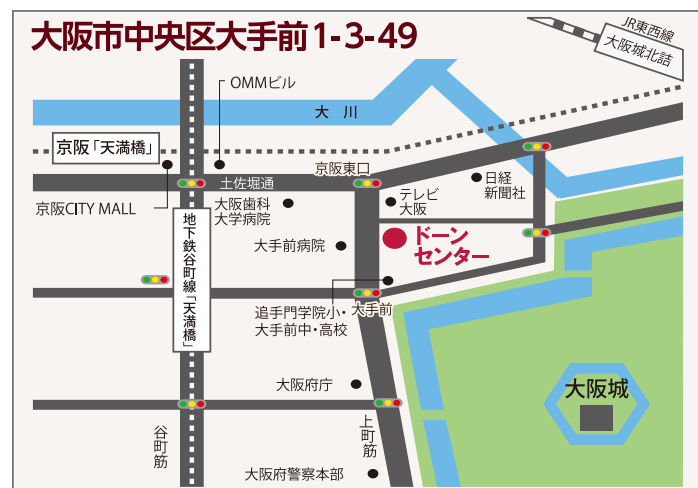 大阪市中央区大手前1-3-49
JR東西線
大阪城北詰
OMMビル
大川
京阪「天満橋」
京阪東口
土佐堀通
日経
新聞社
テレビ
大阪
京阪CITY MALL
大阪歯科
大学病院
地下鉄谷町線「天満橋」
大手前病院
ドーン
センター
追手門学院小・
大手前中・高校
大手前
大阪府庁
大阪城
谷町筋
上町筋
大阪府警察本部